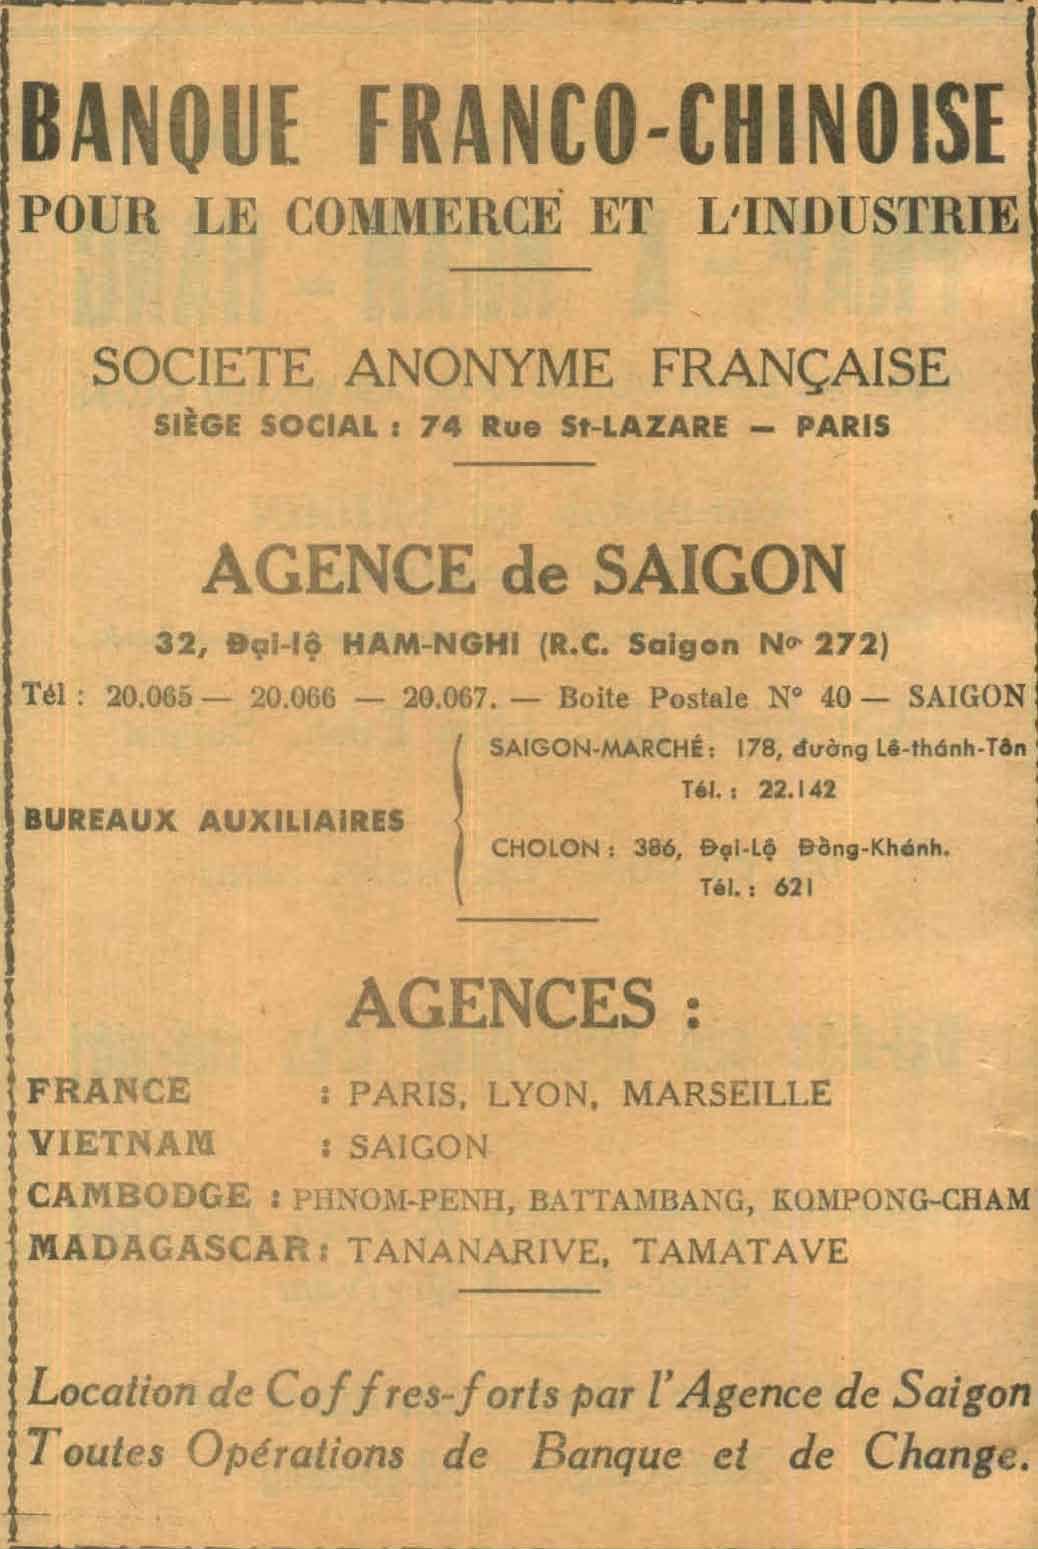 BANQUE FRANCO-CHINOISE
POUR LE COMMERCE ET L'INDUSTRIE
SOCIETE ANONYME FRANÇAISE
SIÈGE SOCIAL : 74 Rue St-LAZARE — PARIS
AGENCE de SAIGON
32, Đại-lộ HAM-NGHI (R.C. Saigon No 272)
Tél : 20.065 — 20.066 — 20.067. — Boite Postale N° 40 — SAIGON
BUREAUX AUXILIAIRES
SAIGON-MARCHÉ : 178, đường Lê-thánh-Tôn
Tél. : 22.142
CHOLON : 386, Đại-Lộ Đồng-Khánh.
Tél. : 621
AGENCES :
FRANCE : PARIS, LYON, MARSEILLE
VIETNAM : SAIGON
CAMBODGE : PHNOM-PENH, BATTAMBANG, KOMPONG-CHAM
MADAGASCAR : TANANARIVE, TAMATAVE
Location de Coffres-forts par l'Agence de Saigon
Toutes Opérations de Banque et de Change.